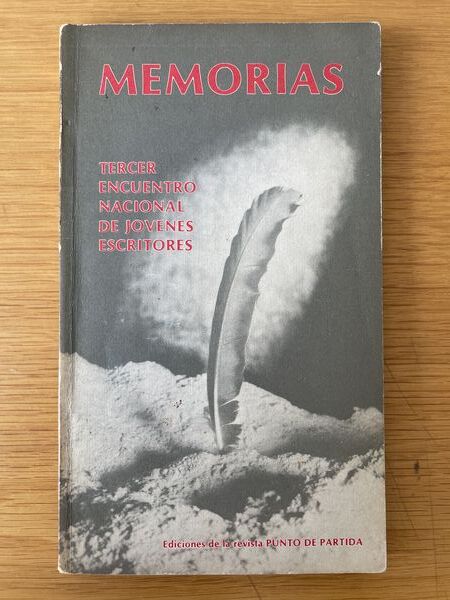 MEMORIAS
TERCER
ENCUENTRO
NACIONAL
DE JOVENES
ESCRITORES
Ediciones de la revista PUNTO DE PARTIDA